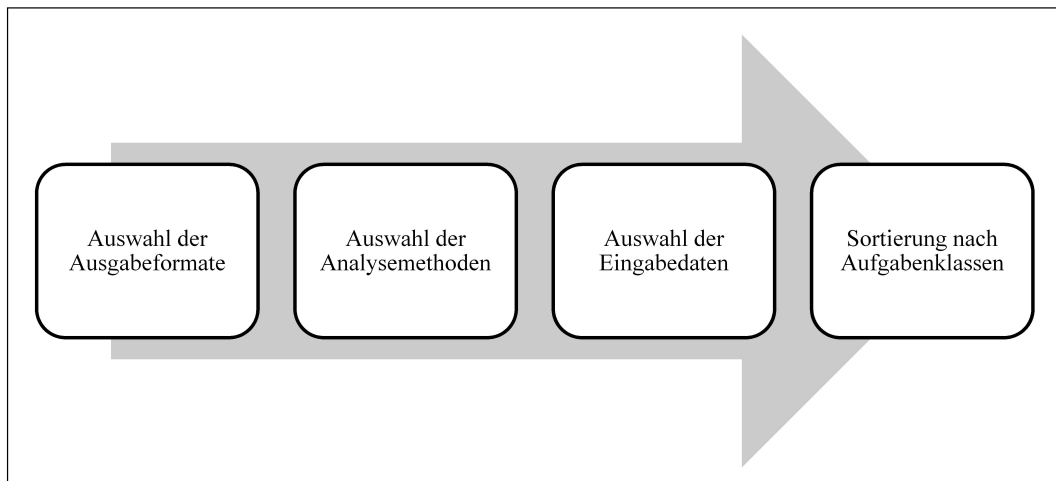 Auswahl der
Ausgabeformate
Auswahl der
Analysemethoden
Auswahl der
Eingabedaten
Sortierung nach
Aufgabenklassen